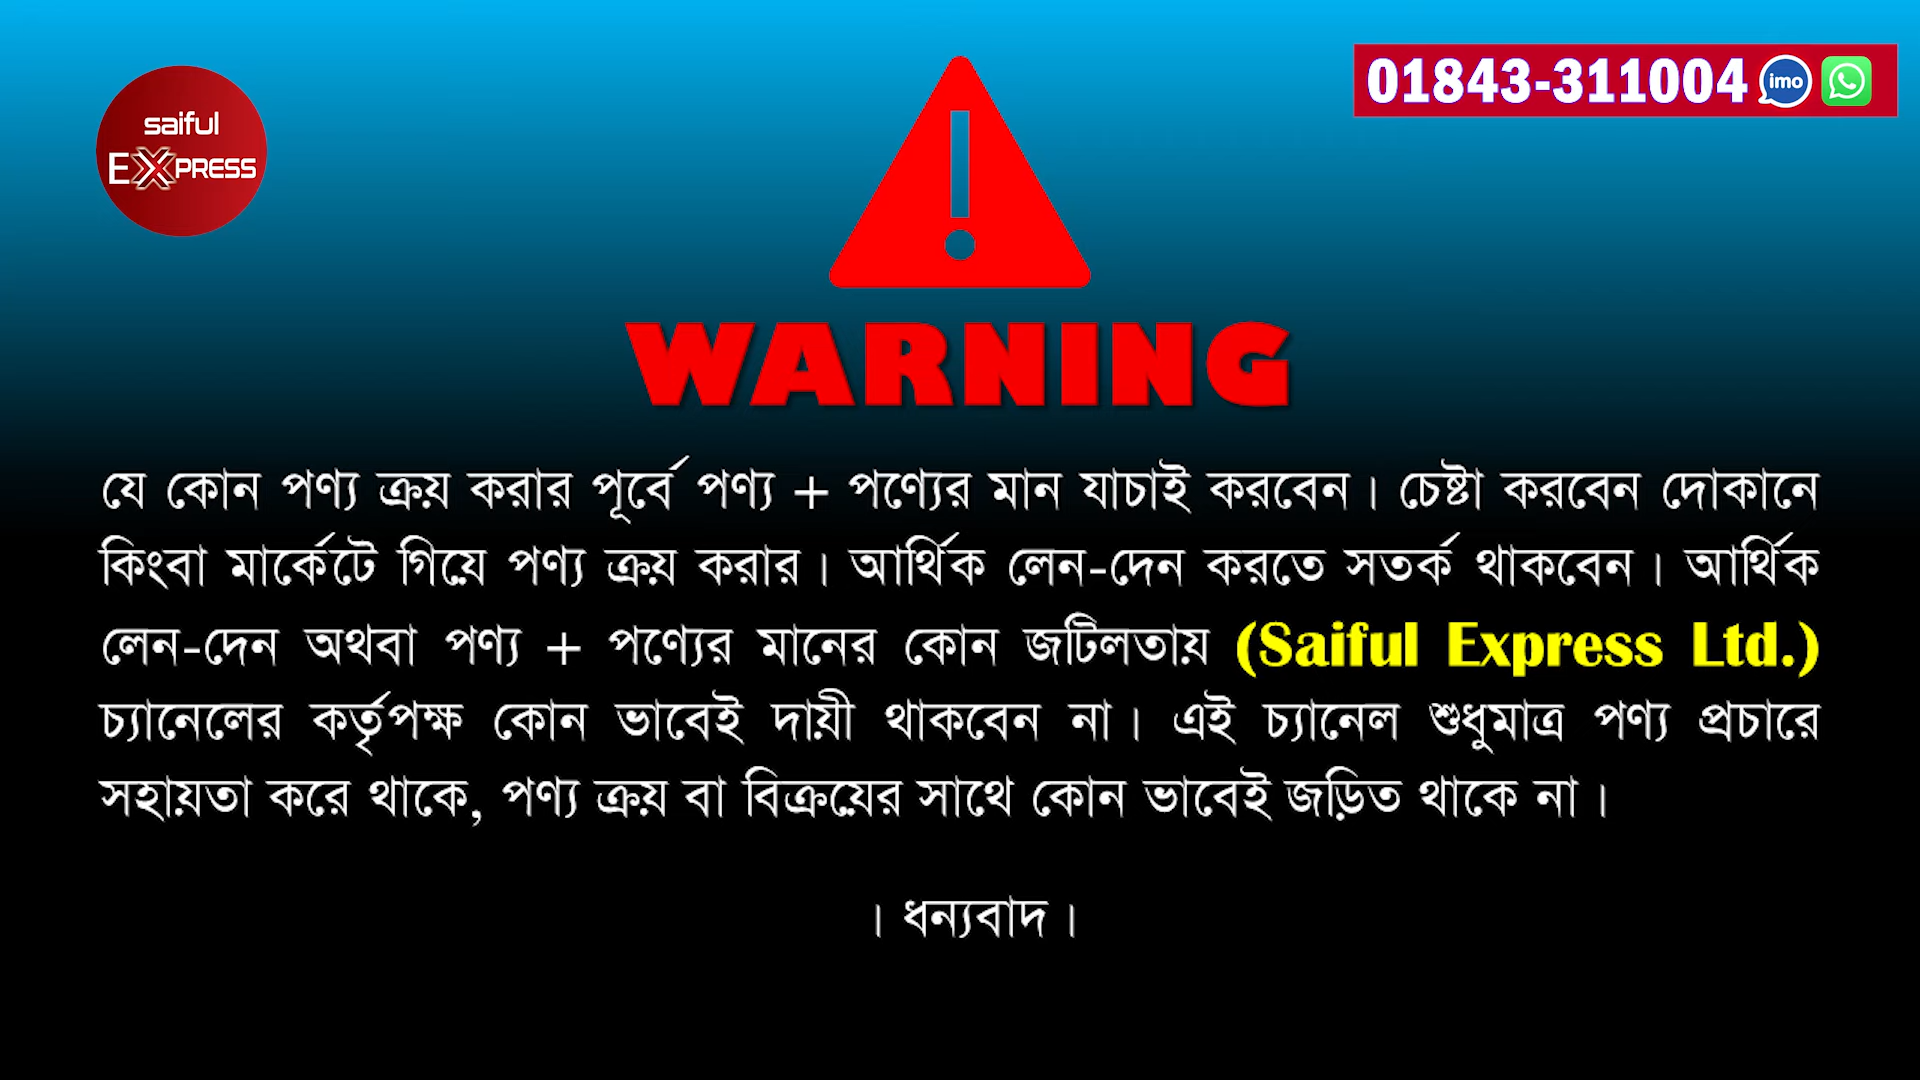 saiful
EXPRESS
01843-311004 imo
WARNING
যে কোন পণ্য ক্রয় করার পূর্বে পণ্য + পণ্যের মান যাচাই করবেন। চেষ্টা করবেন দোকানে
কিংবা মার্কেটে গিয়ে পণ্য ক্রয় করার। আর্থিক লেন-দেন করতে সতর্ক থাকবেন। আর্থিক
লেন-দেন অথবা পণ্য + পণ্যের মানের কোন জটিলতায় (Saiful Express Ltd.)
চ্যানেলের কর্তৃপক্ষ কোন ভাবেই দায়ী থাকবেন না। এই চ্যানেল শুধুমাত্র পণ্য প্রচারে
সহায়তা করে থাকে, পণ্য ক্রয় বা বিক্রয়ের সাথে কোন ভাবেই জড়িত থাকে না।
। ধন্যবাদ।